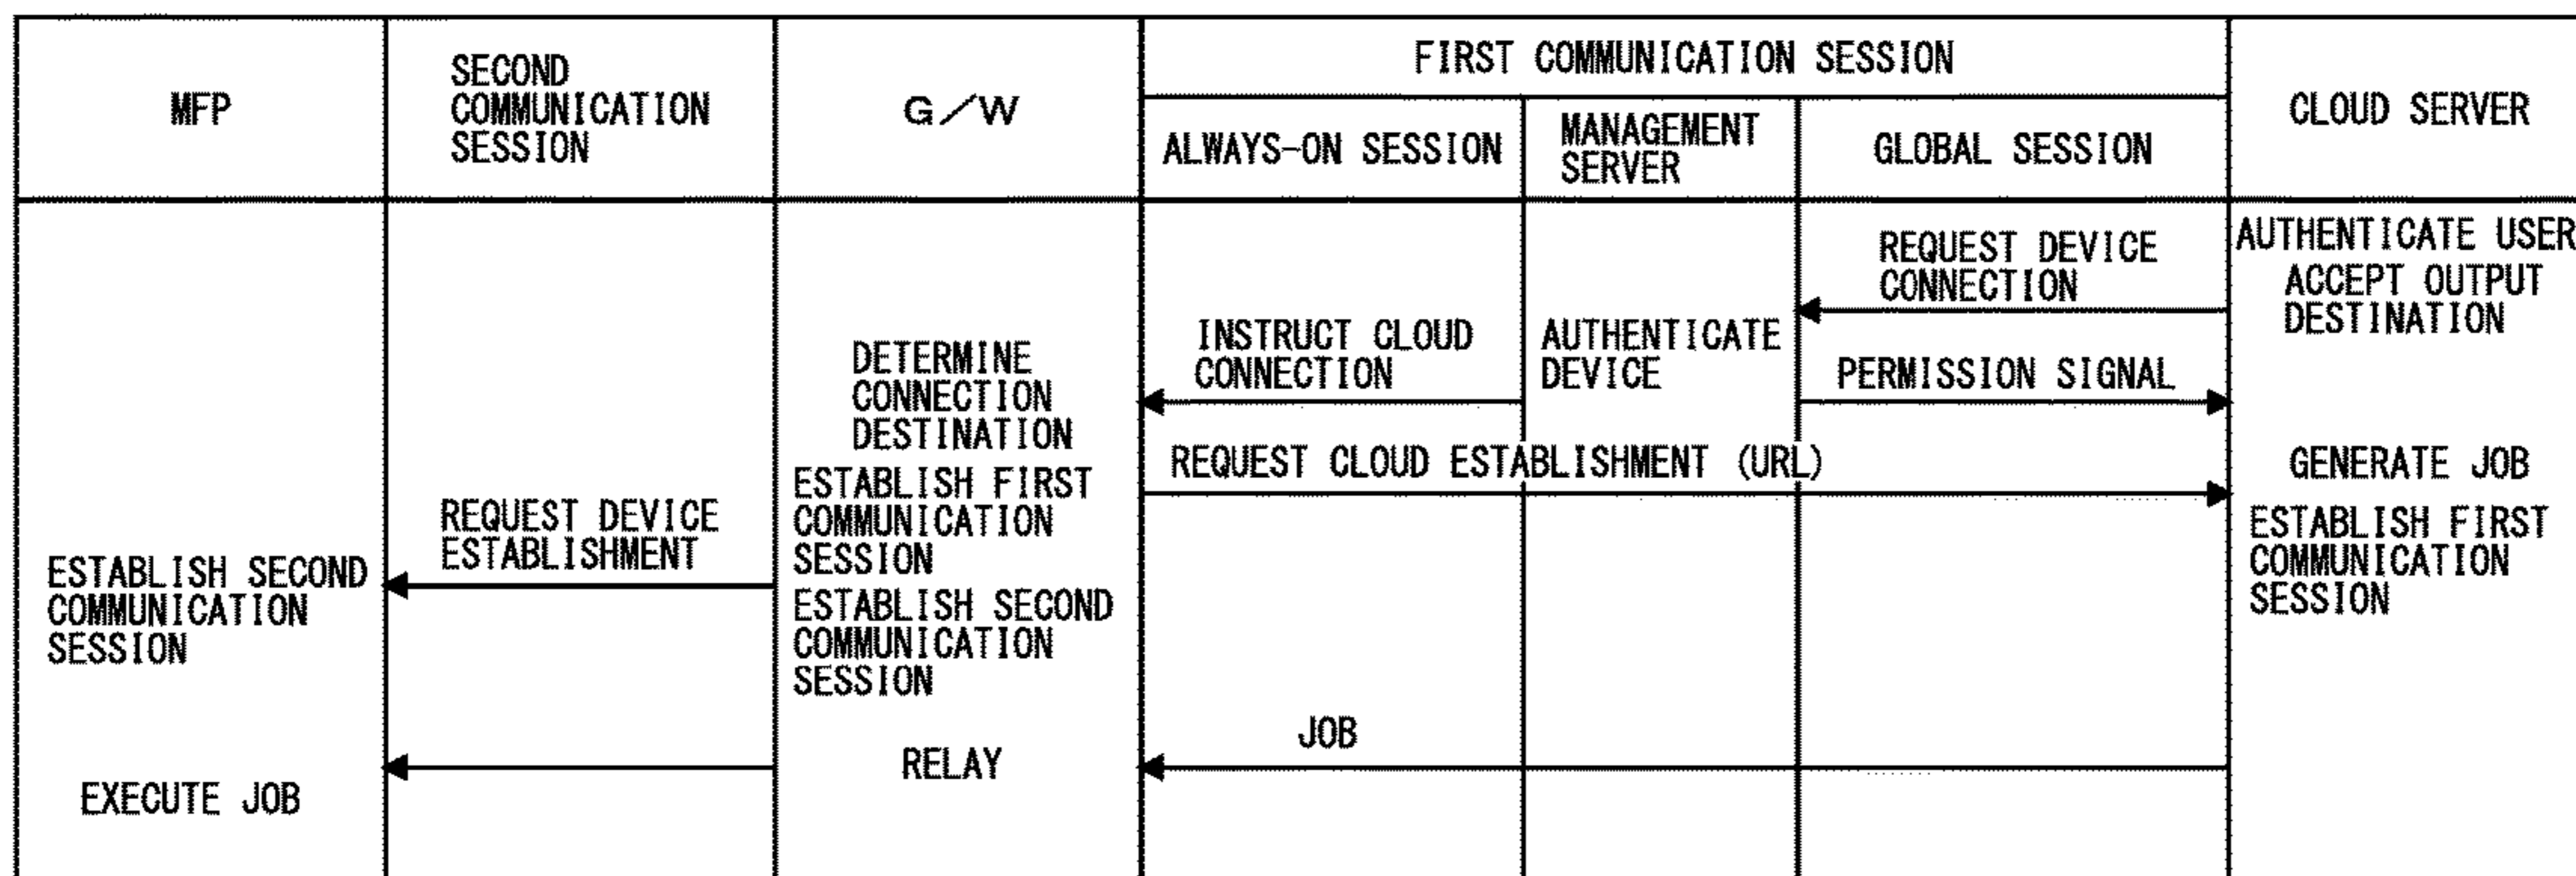 MFP
SECOND
COMMUNICATION
SESSION
G/W
FIRST COMMUNICATION SESSION
ALWAYS-ON SESSION
MANAGEMENT
SERVER
GLOBAL SESSION
CLOUD SERVER
AUTHENTICATE USER
ACCEPT OUTPUT
DESTINATION
REQUEST DEVICE
CONNECTION
INSTRUCT CLOUD
CONNECTION
AUTHENTICATE
DEVICE
PERMISSION SIGNAL
DETERMINE
CONNECTION
DESTINATION
REQUEST CLOUD ESTABLISHMENT (URL)
GENERATE JOB
ESTABLISH FIRST
COMMUNICATION
SESSION
ESTABLISH FIRST
COMMUNICATION
SESSION
REQUEST DEVICE
ESTABLISHMENT
ESTABLISH SECOND
COMMUNICATION
SESSION
ESTABLISH SECOND
COMMUNICATION
SESSION
JOB
RELAY
EXECUTE JOB